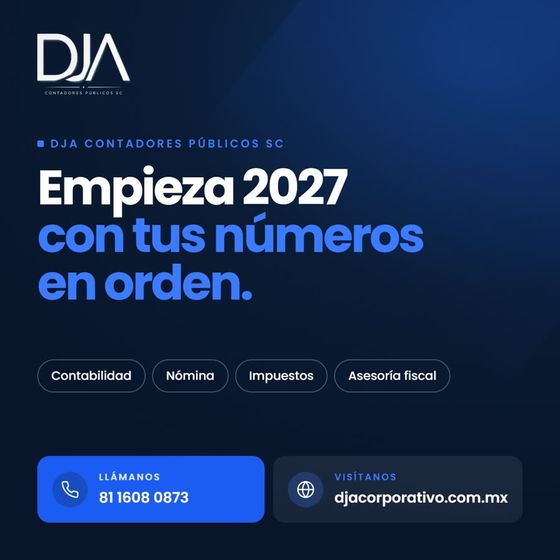 DJA
CONTADORES PÚBLICOS SC
DJA CONTADORES PÚBLICOS SC
Empieza 2027
con tus números
en orden.
Contabilidad Nómina Impuestos Asesoría fiscal
LLÁMANOS
81 1608 0873
VISÍTANOS
djacorporativo.com.mx